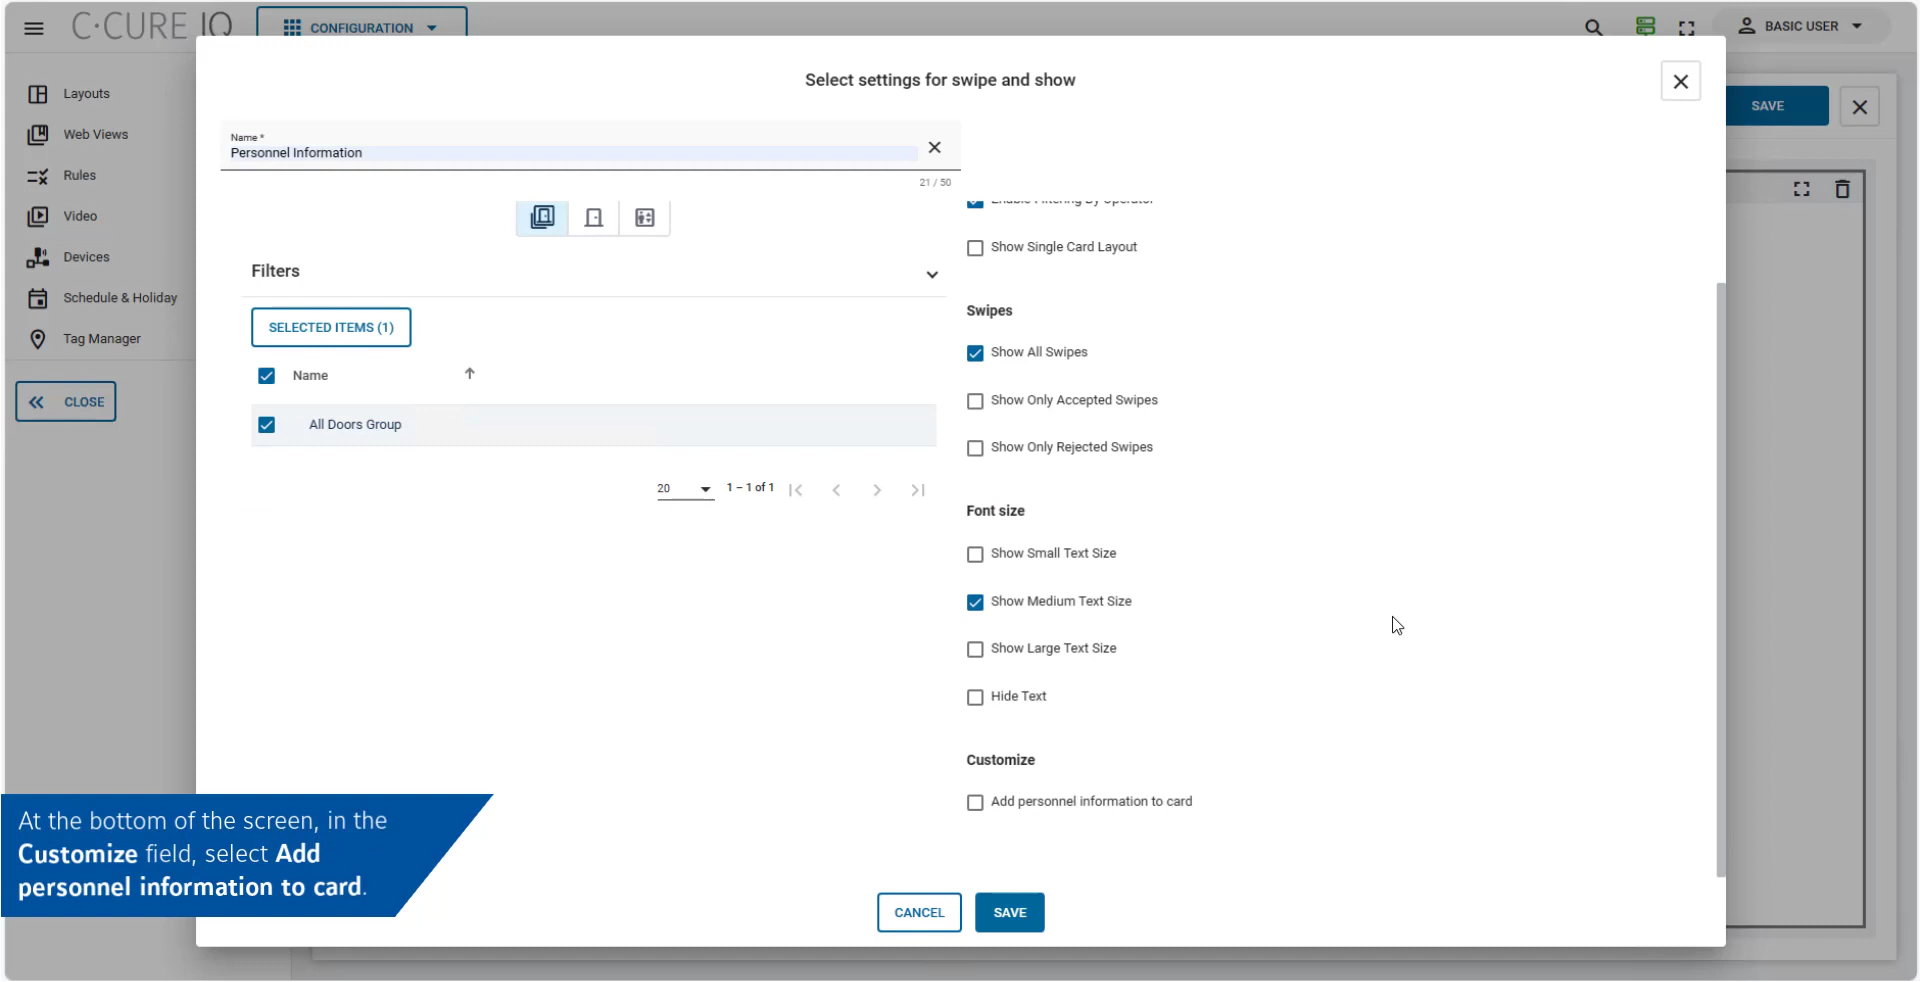 C·CURE IQ
CONFIGURATION
BASIC USER
Layouts
Web Views
Rules
Video
Devices
Schedule & Holiday
Tag Manager
CLOSE
SAVE
Select settings for swipe and show
Name *
Personnel Information
21 / 50
Filters
SELECTED ITEMS (1)
Name
All Doors Group
20
1 – 1 of 1
Enable Filtering By Operator
Show Single Card Layout
Swipes
Show All Swipes
Show Only Accepted Swipes
Show Only Rejected Swipes
Font size
Show Small Text Size
Show Medium Text Size
Show Large Text Size
Hide Text
Customize
Add personnel information to card
CANCEL
SAVE
At the bottom of the screen, in the
Customize field, select Add
personnel information to card.